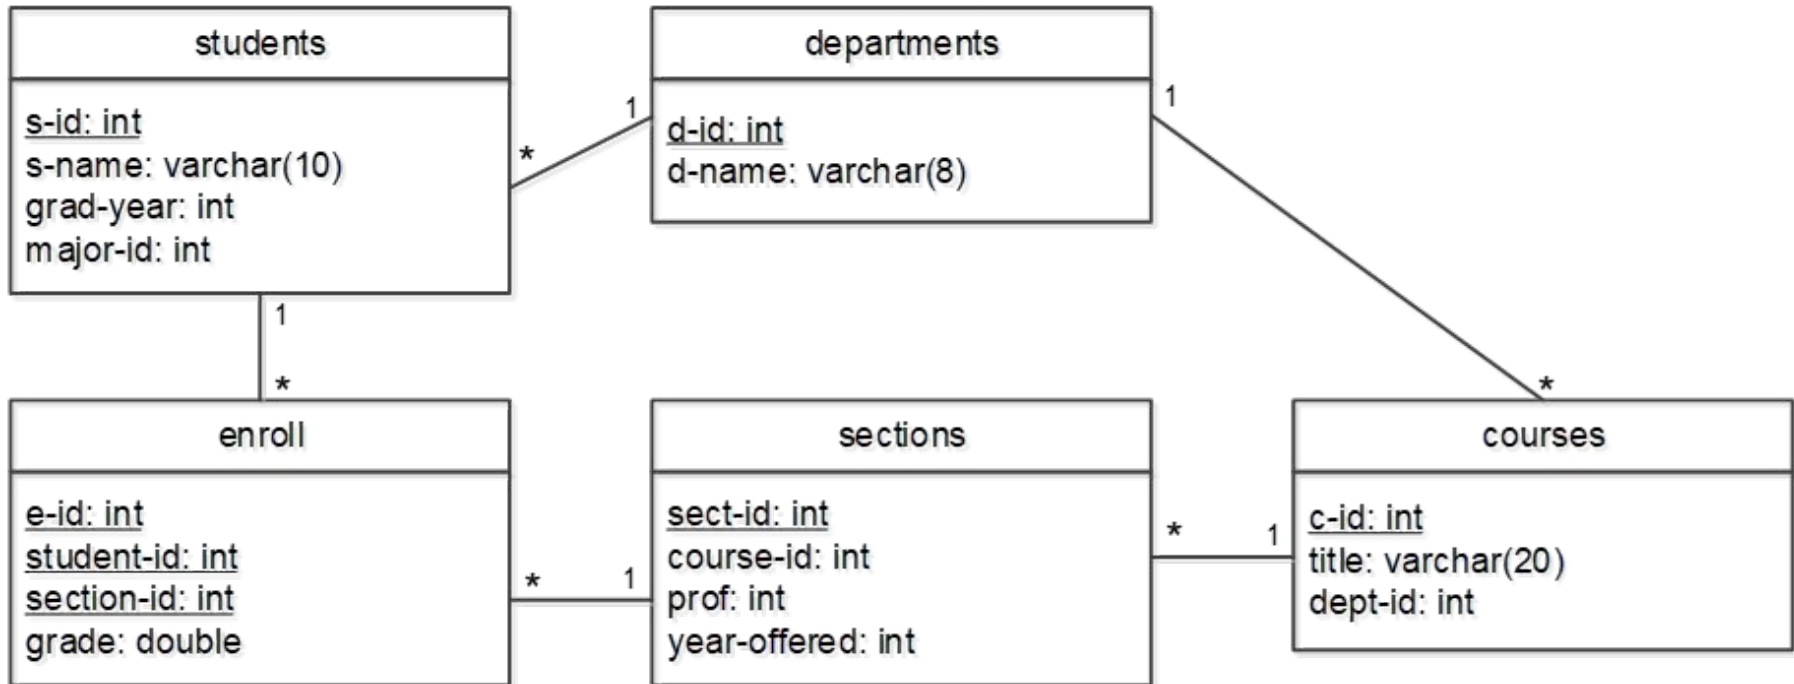 students
s-id: int
s-name: varchar(10)
grad-year: int
major-id: int
departments
d-id: int
d-name: varchar(8)
*
1
1
*
1
*
enroll
e-id: int
student-id: int
section-id: int
grade: double
*
1
sections
sect-id: int
course-id: int
prof: int
year-offered: int
*
1
courses
c-id: int
title: varchar(20)
dept-id: int